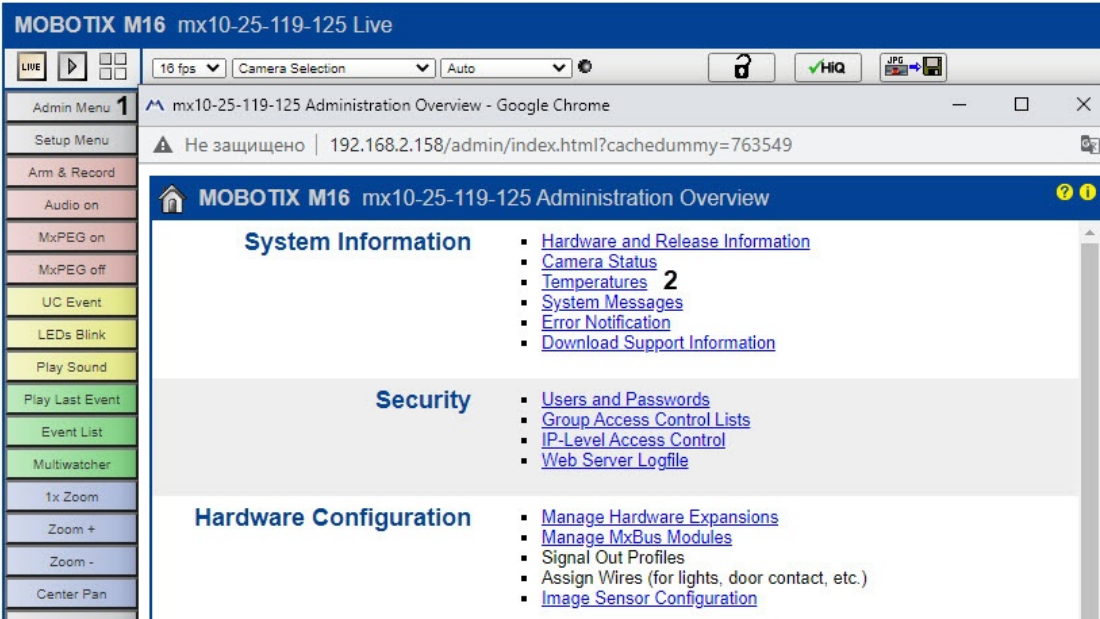 MOBOTIX M16 mx10-25-119-125 Live
LIVE
16 fps Camera Selection Auto HiQ JPG
Admin Menu 1
Setup Menu
Arm & Record
Audio on
MxPEG on
MxPEG off
UC Event
LEDs Blink
Play Sound
Play Last Event
Event List
Multiwatcher
1x Zoom
Zoom +
Zoom -
Center Pan
mx10-25-119-125 Administration Overview - Google Chrome
Не защищено | 192.168.2.158/admin/index.html?cachedummy=763549
MOBOTIX M16 mx10-25-119-125 Administration Overview ? i
System Information
Hardware and Release Information
Camera Status
Temperatures 2
System Messages
Error Notification
Download Support Information
Security
Users and Passwords
Group Access Control Lists
IP-Level Access Control
Web Server Logfile
Hardware Configuration
Manage Hardware Expansions
Manage MxBus Modules
Signal Out Profiles
Assign Wires (for lights, door contact, etc.)
Image Sensor Configuration